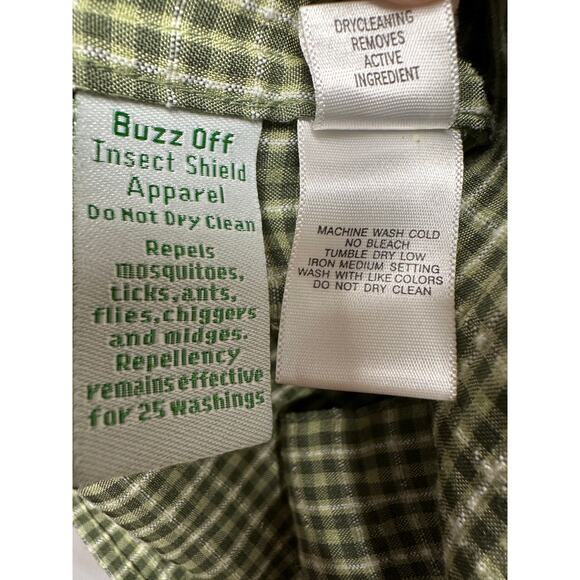 Buzz Off
Insect Shield
Apparel
Do Not Dry Clean
Repels
mosquitoes,
ticks,ants,
flies,chiggers
and midges.
Repellency
remains effective
for 25 washings
DRYCLEANING
REMOVES
ACTIVE
INGREDIENT
MACHINE WASH COLD
NO BLEACH
TUMBLE DRY LOW
IRON MEDIUM SETTING
WASH WITH LIKE COLORS
DO NOT DRY CLEAN